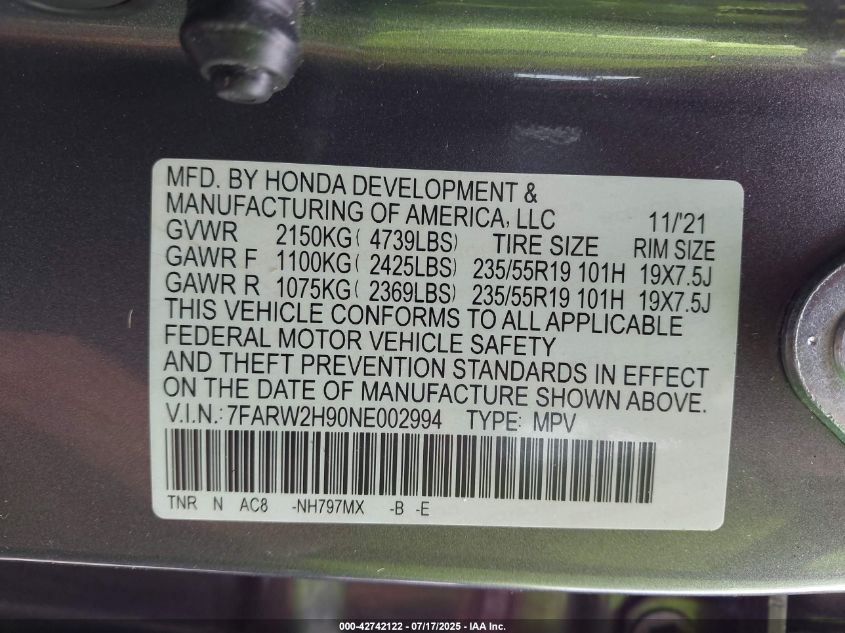 MFD. BY HONDA DEVELOPMENT &
MANUFACTURING OF AMERICA, LLC 11/'21
GVWR 2150KG( 4739LBS) TIRE SIZE RIM SIZE
GAWR F 1100KG( 2425LBS) 235/55R19 101H 19X7.5J
GAWR R 1075KG( 2369LBS) 235/55R19 101H 19X7.5J
THIS VEHICLE CONFORMS TO ALL APPLICABLE
FEDERAL MOTOR VEHICLE SAFETY
AND THEFT PREVENTION STANDARDS IN EFFECT
ON THE DATE OF MANUFACTURE SHOWN ABOVE.
V.I.N.: 7FARW2H90NE002994 TYPE: MPV
TNR N AC8 -NH797MX -B -E
000-42742122 - 07/17/2025 - IAA Inc.